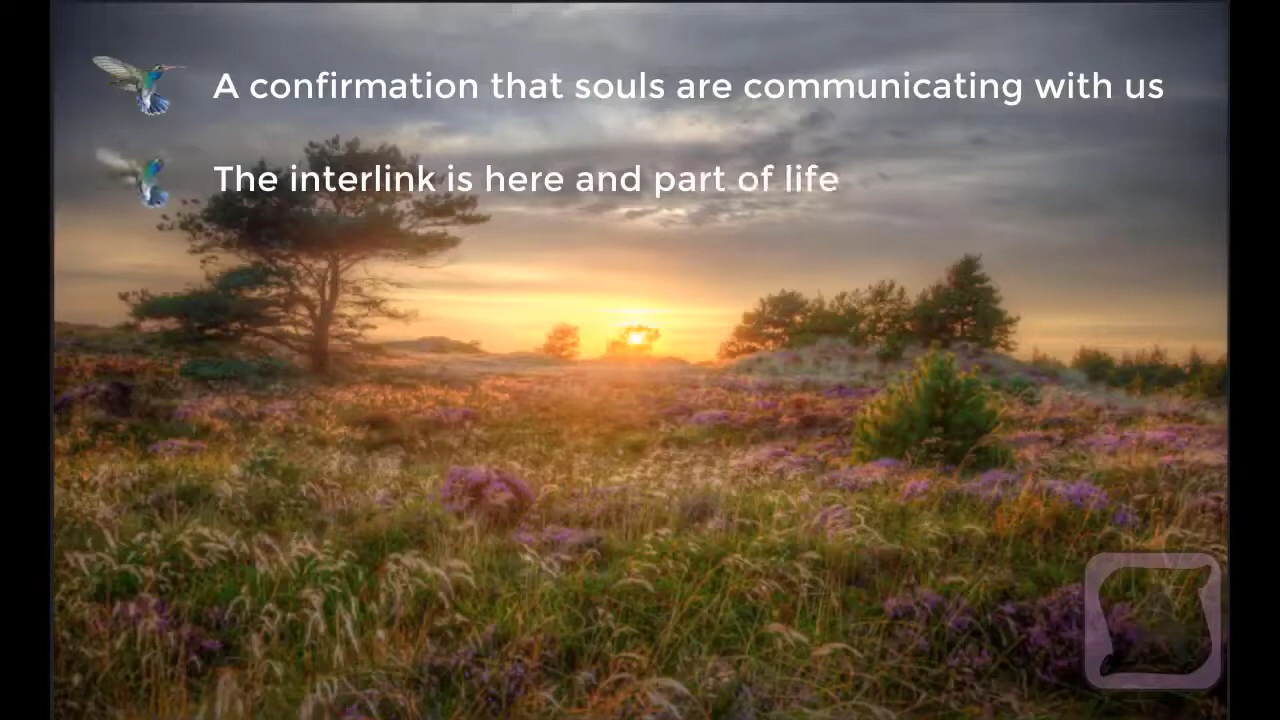 A confirmation that souls are communicating with us
The interlink is here and part of life